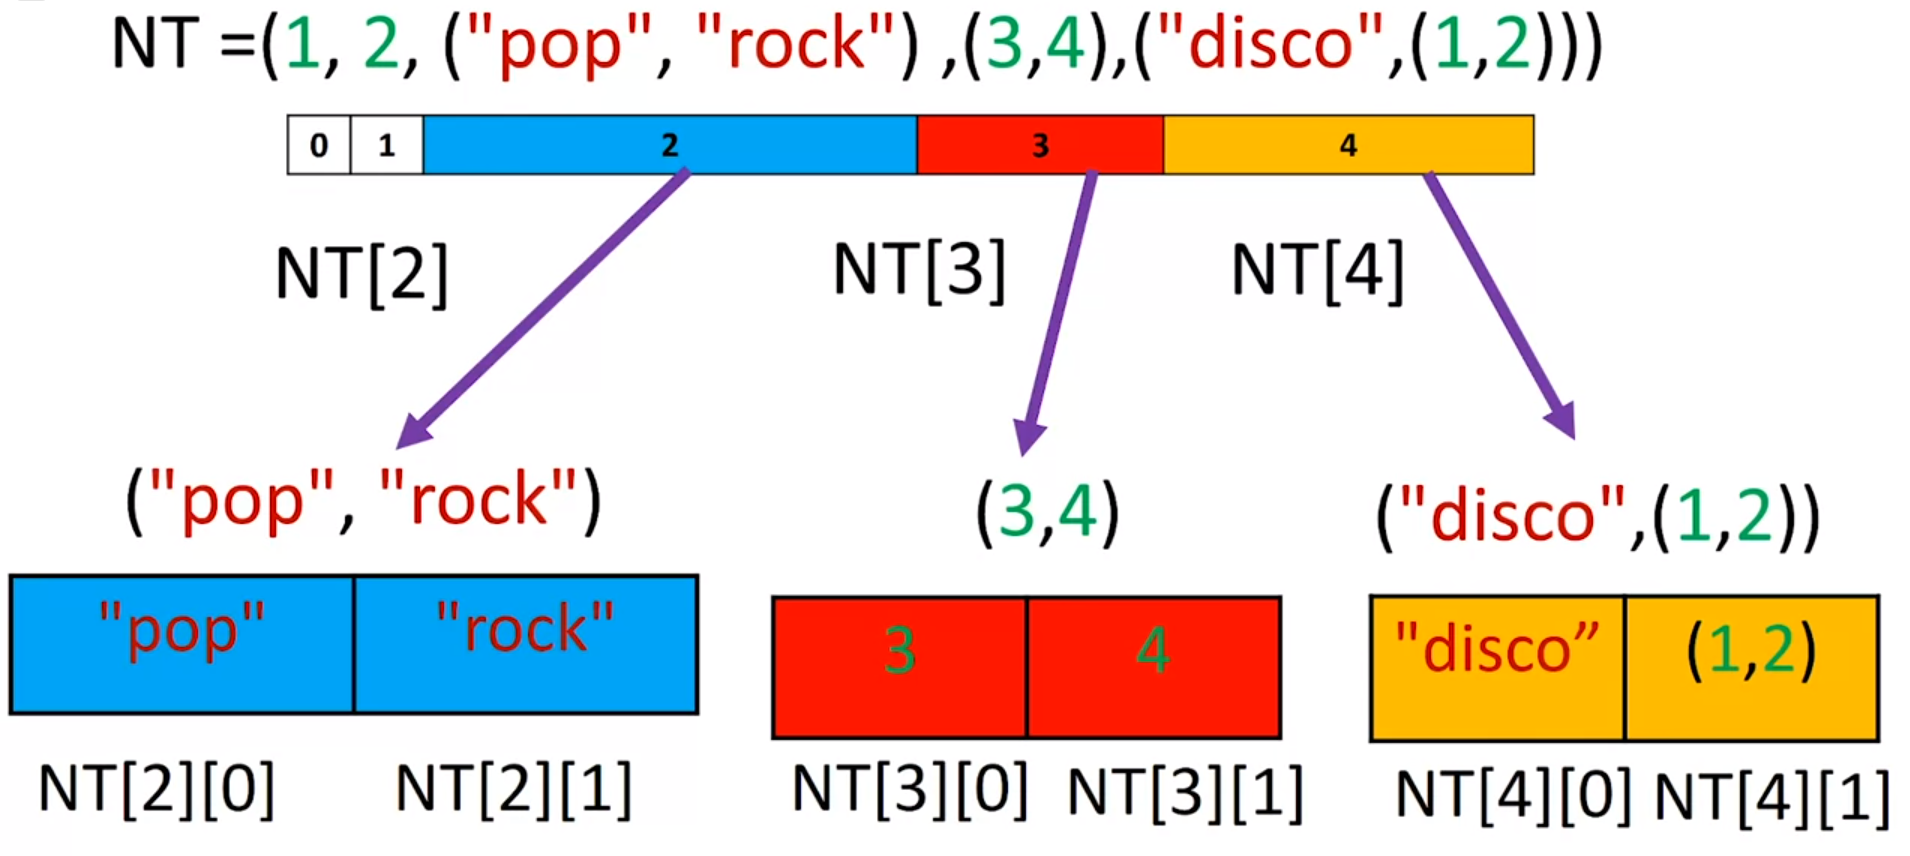 NT =(1, 2, ("pop", "rock") ,(3,4),("disco",(1,2)))
0 1 2 3 4
NT[2] NT[3] NT[4]
("pop", "rock") (3,4) ("disco",(1,2))
"pop" "rock" 3 4 "disco” (1,2)
NT[2][0] NT[2][1] NT[3][0] NT[3][1] NT[4][0] NT[4][1]